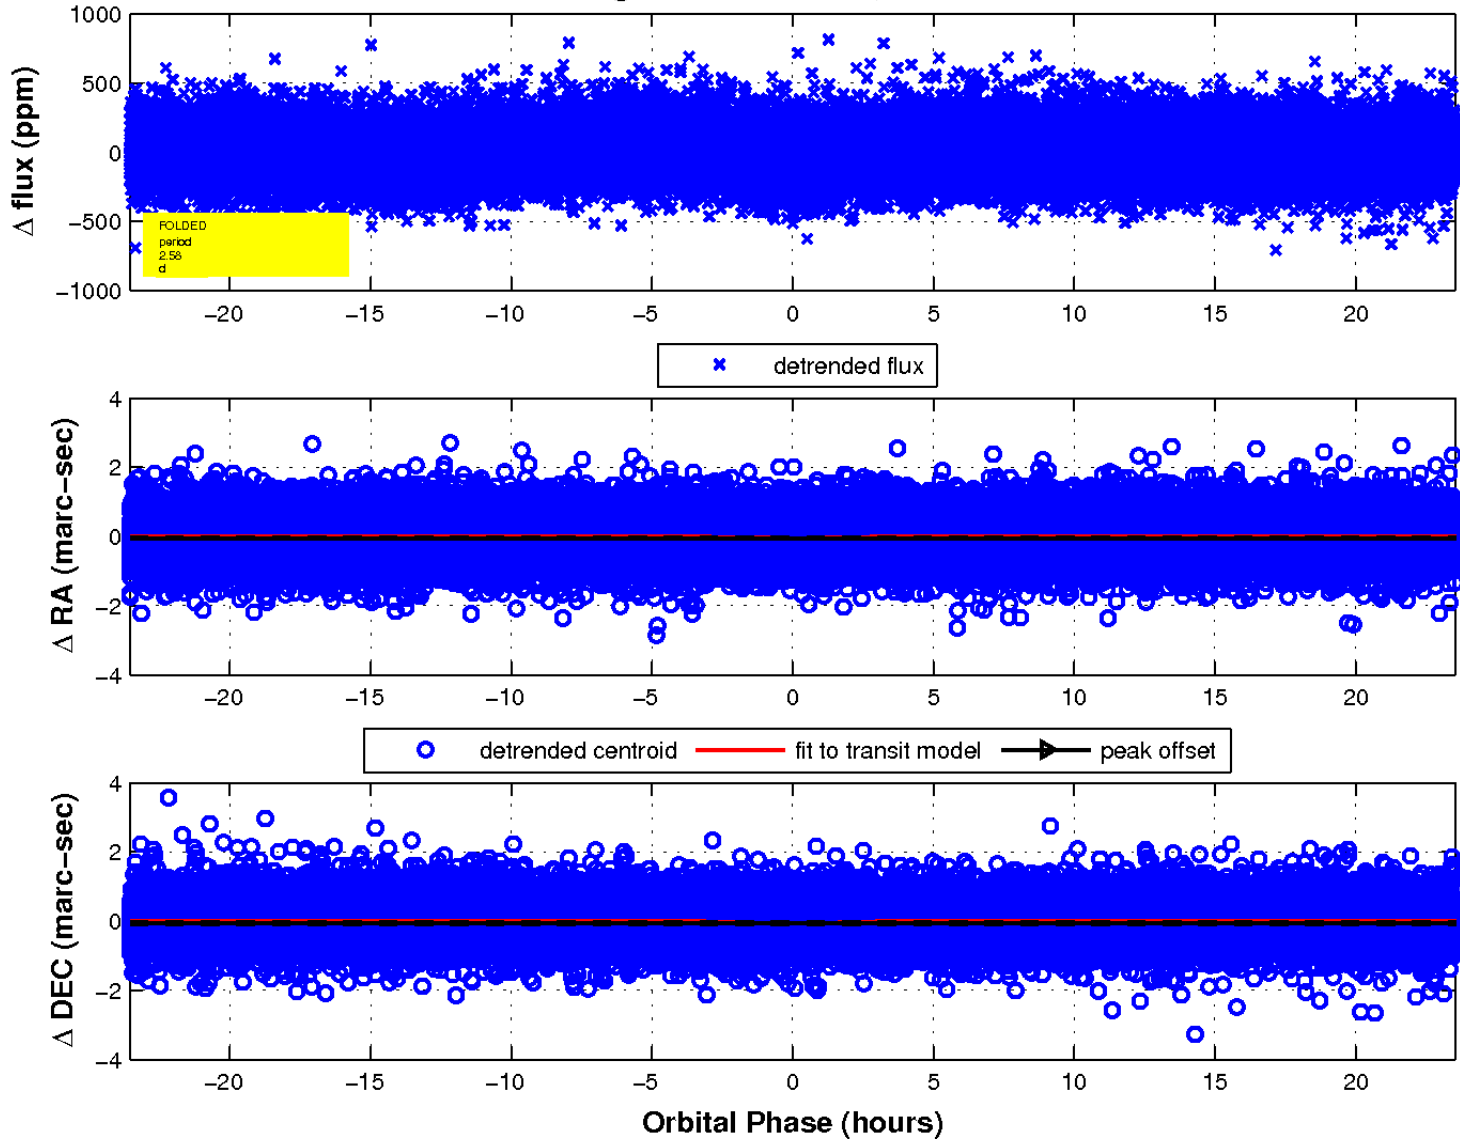 1000
500
0
−500
−1000
Δ flux (ppm)
FOLDED
period
2.58
d
−20 −15 −10 −5 0 5 10 15 20
detrended flux
4
2
0
−2
−4
Δ RA (marc−sec)
−20 −15 −10 −5 0 5 10 15 20
detrended centroid fit to transit model peak offset
4
2
0
−2
−4
Δ DEC (marc−sec)
−20 −15 −10 −5 0 5 10 15 20
Orbital Phase (hours)